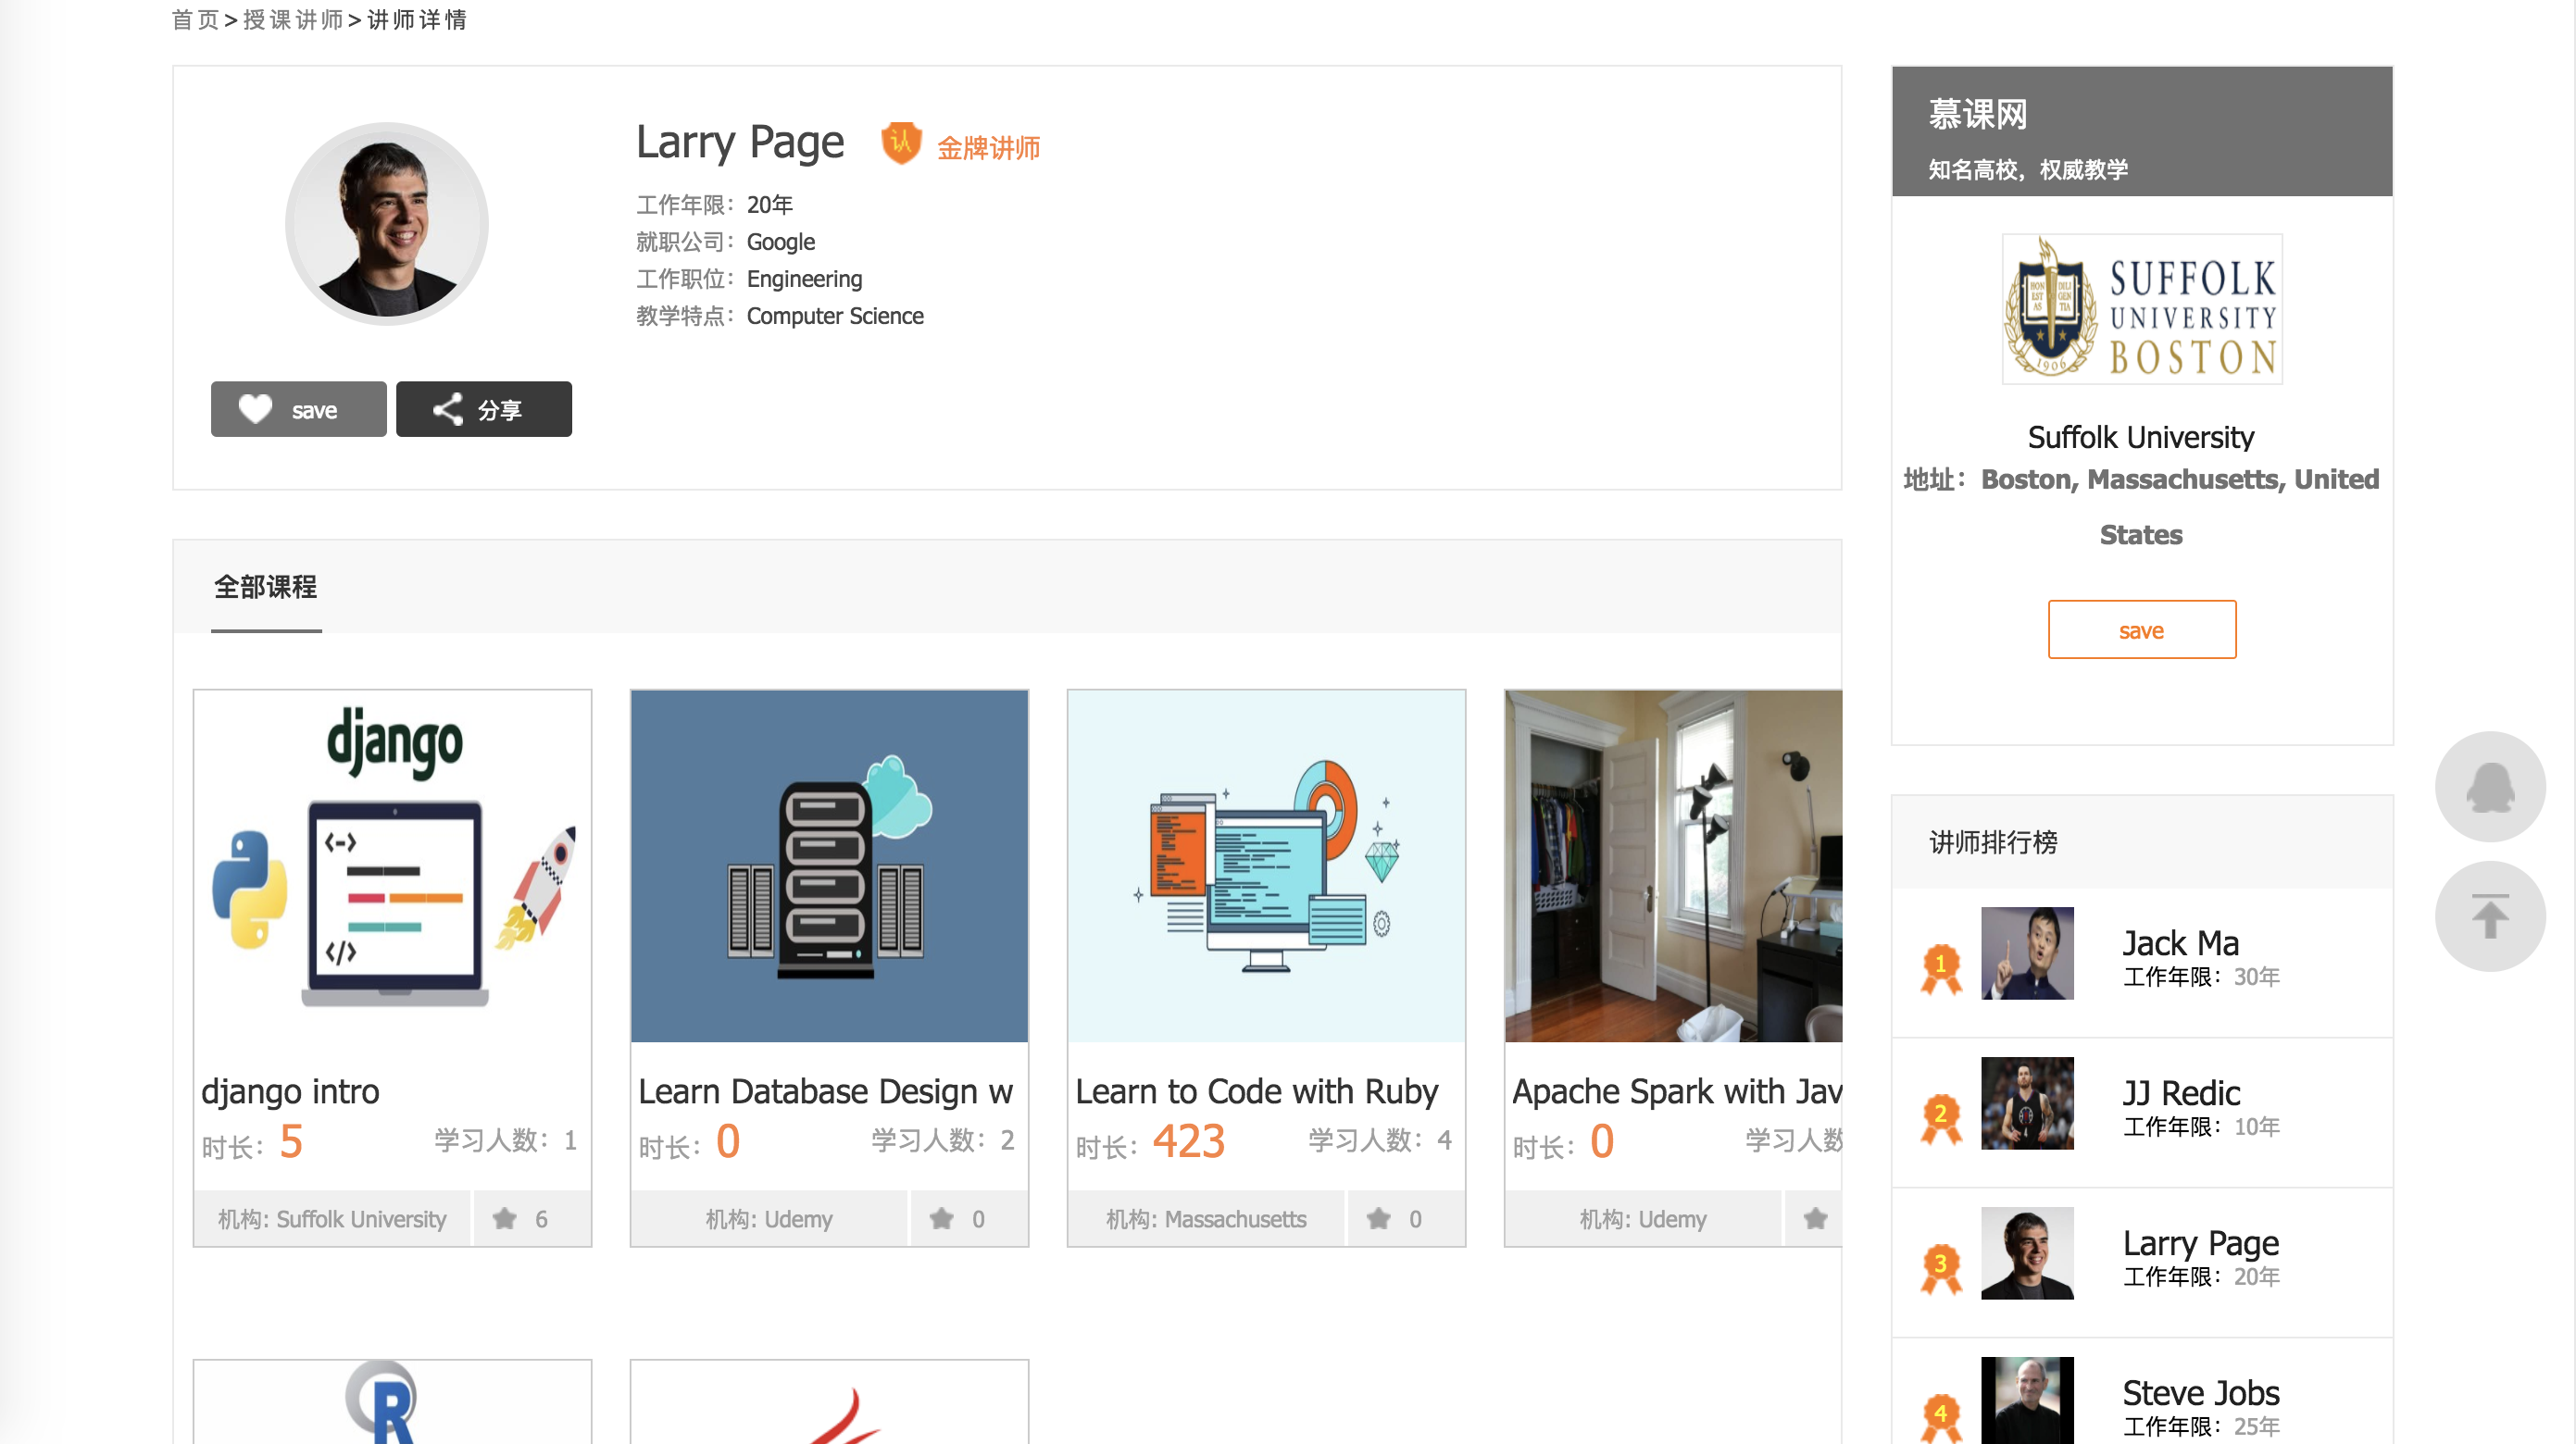 首页>授课讲师>讲师详情
Larry Page 认 金牌讲师
工作年限：20年
就职公司：Google
工作职位：Engineering
教学特点：Computer Science
save 分享
慕课网
知名高校，权威教学
HON EST AS DILI GEN TIA
1906
SUFFOLK
UNIVERSITY
BOSTON
Suffolk University
地址：Boston, Massachusetts, United
States
save
全部课程
django
<->
</>
django intro
时长：5 学习人数：1
机构: Suffolk University 6
Learn Database Design w
时长：0 学习人数：2
机构: Udemy 0
Learn to Code with Ruby
时长：423 学习人数：4
机构: Massachusetts 0
Apache Spark with Jav
时长：0 学习人数
机构: Udemy
R
讲师排行榜
1 Jack Ma
工作年限：30年
2 JJ Redic
工作年限：10年
3 Larry Page
工作年限：20年
4 Steve Jobs
工作年限：25年